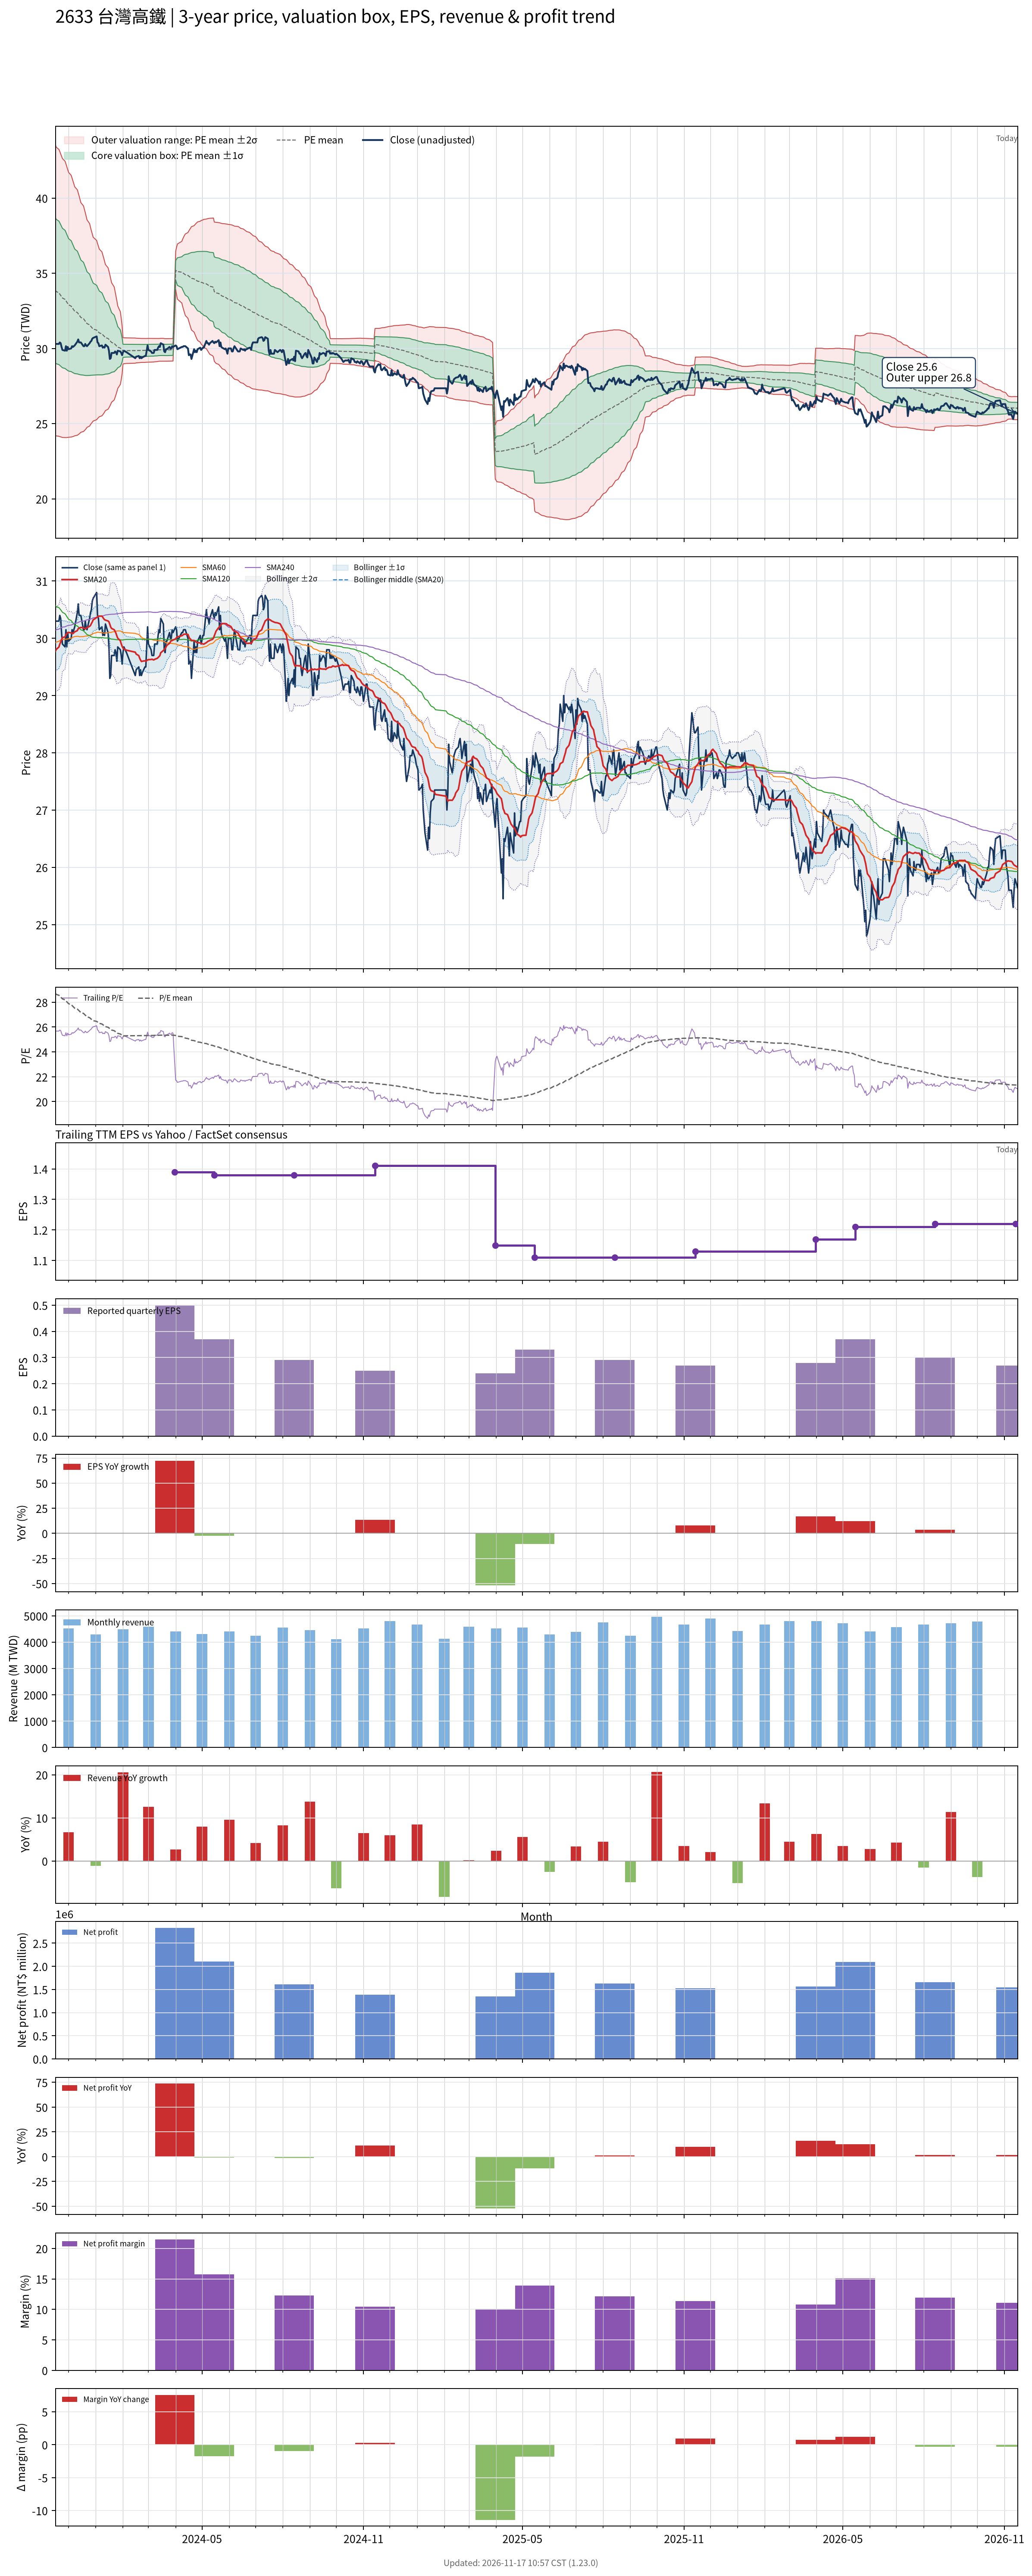 2633 台灣高鐵 | 3-year price, valuation box, EPS, revenue & profit trend
Outer valuation range: PE mean ±2σ
Core valuation box: PE mean ±1σ
PE mean
Close (unadjusted)
Today
Price (TWD)
40
35
30
25
20
Close 25.6
Outer upper 26.8
Close (same as panel 1)
SMA20
SMA60
SMA120
SMA240
Bollinger ±2σ
Bollinger ±1σ
Bollinger middle (SMA20)
Price
31
30
29
28
27
26
25
Trailing P/E
P/E mean
P/E
28
26
24
22
20
Trailing TTM EPS vs Yahoo / FactSet consensus
Today
EPS
1.4
1.3
1.2
1.1
Reported quarterly EPS
EPS
0.5
0.4
0.3
0.2
0.1
0.0
EPS YoY growth
YoY (%)
75
50
25
0
-25
-50
Monthly revenue
Revenue (M TWD)
5000
4000
3000
2000
1000
0
Revenue YoY growth
YoY (%)
20
10
0
Month
1e6
Net profit
Net profit (NT$ million)
2.5
2.0
1.5
1.0
0.5
0.0
Net profit YoY
YoY (%)
75
50
25
0
-25
-50
Net profit margin
Margin (%)
20
15
10
5
0
Margin YoY change
Δ margin (pp)
5
0
-5
-10
2024-05
2024-11
2025-05
2025-11
2026-05
2026-11
Updated: 2026-11-17 10:57 CST (1.23.0)